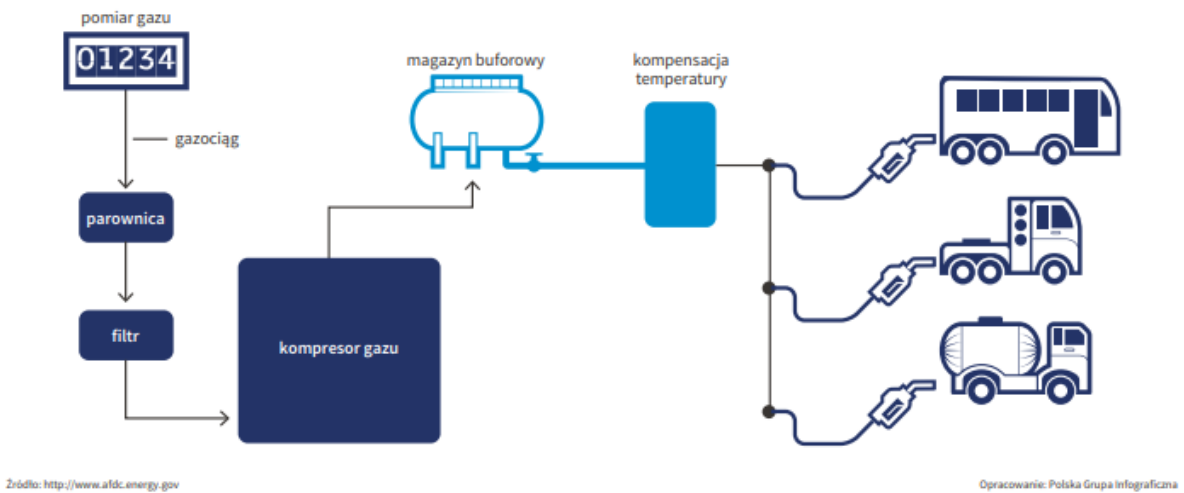 pomiar gazu
01234
gazociąg
parownica
filtr
kompresor gazu
magazyn buforowy
kompensacja
temperatury
Źródło: http://www.afdc.energy.gov
Opracowanie: Polska Grupa Infograficzna